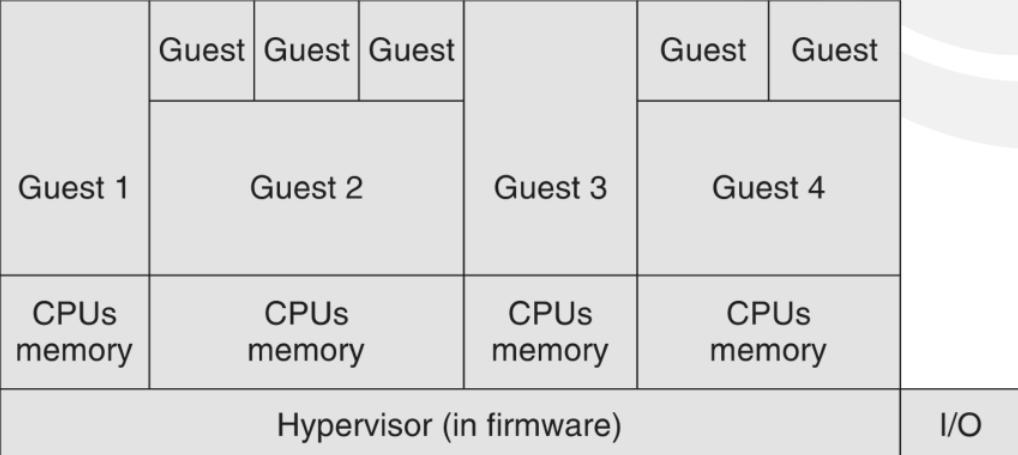 Guest Guest Guest Guest Guest
Guest 1 Guest 2 Guest 3 Guest 4
CPUs CPUs CPUs CPUs
memory memory memory memory
Hypervisor (in firmware) I/O